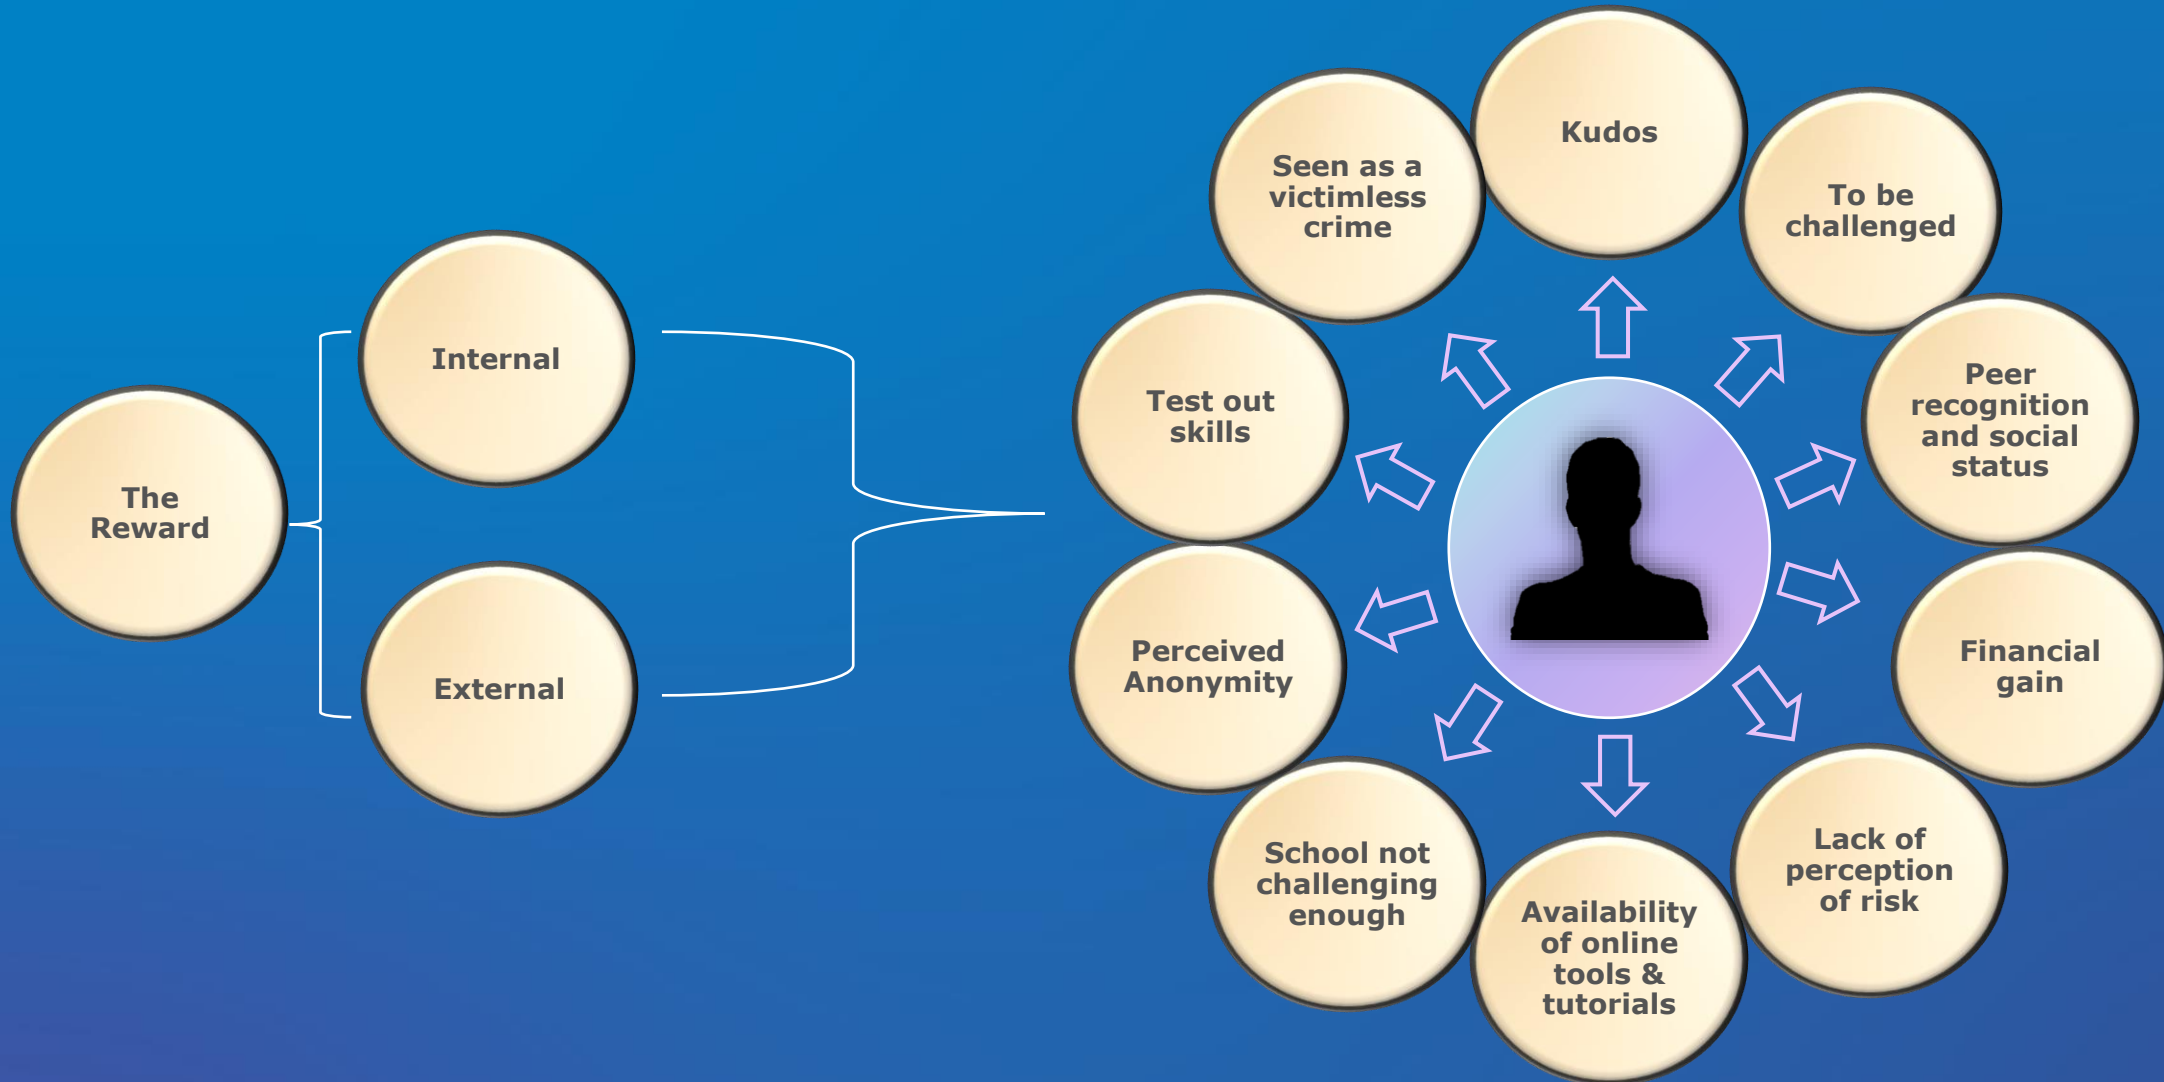 The
Reward
Internal
External
Kudos
To be
challenged
Peer
recognition
and social
status
Financial
gain
Lack of
perception
of risk
Availability
of online
tools &
tutorials
School not
challenging
enough
Perceived
Anonymity
Test out
skills
Seen as a
victimless
crime